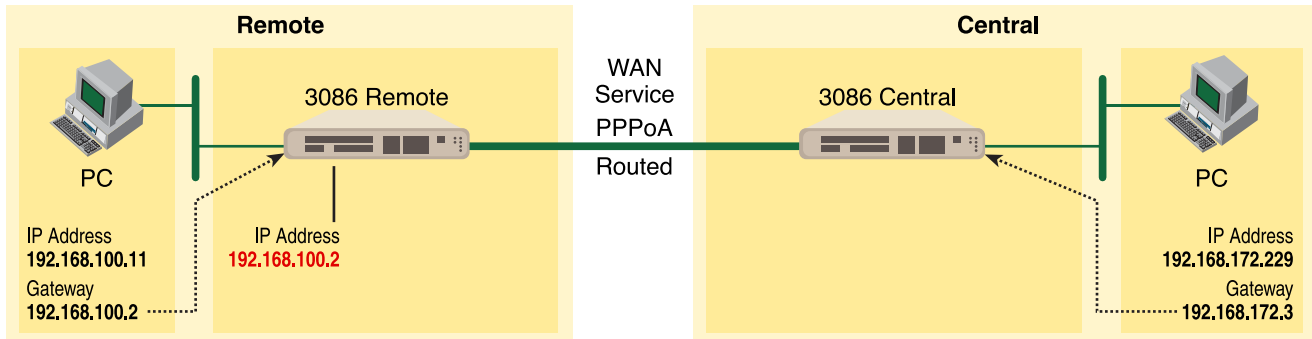 Remote
Central
3086 Remote
WAN
Service
PPPoA
Routed
3086 Central
PC
PC
IP Address
192.168.100.11
Gateway
192.168.100.2
IP Address
192.168.100.2
IP Address
192.168.172.229
Gateway
192.168.172.3